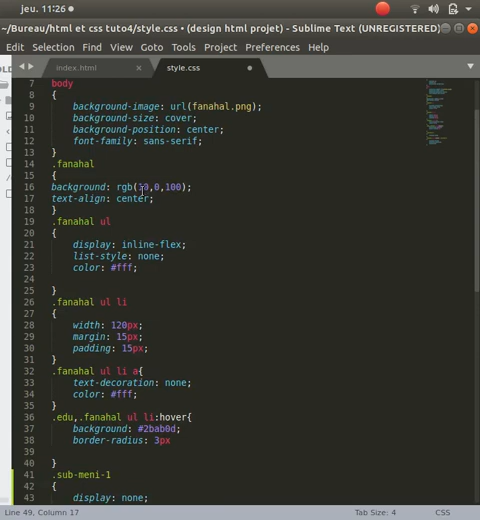 jeu. 11:26
~/Bureau/html et css tuto4/style.css • (design html projet) - Sublime Text (UNREGISTERED)
Edit Selection Find View Goto Tools Project Preferences Help
index.html style.css
7 body
8 {
9 background-image: url(fanahal.png);
10 background-size: cover;
11 background-position: center;
12 font-family: sans-serif;
13 }
14 .fanahal
15 {
16 background: rgb(10,0,100);
17 text-align: center;
18 }
19 .fanahal ul
20 {
21 display: inline-flex;
22 list-style: none;
23 color: #fff;
24
25 }
26 .fanahal ul li
27 {
28 width: 120px;
29 margin: 15px;
30 padding: 15px;
31 }
32 .fanahal ul li a{
33 text-decoration: none;
34 color: #fff;
35 }
36 .edu,.fanahal ul li:hover{
37 background: #2bab0d;
38 border-radius: 3px
39
40 }
41 .sub-meni-1
42 {
43 display: none;
Line 49, Column 17 Tab Size: 4 CSS